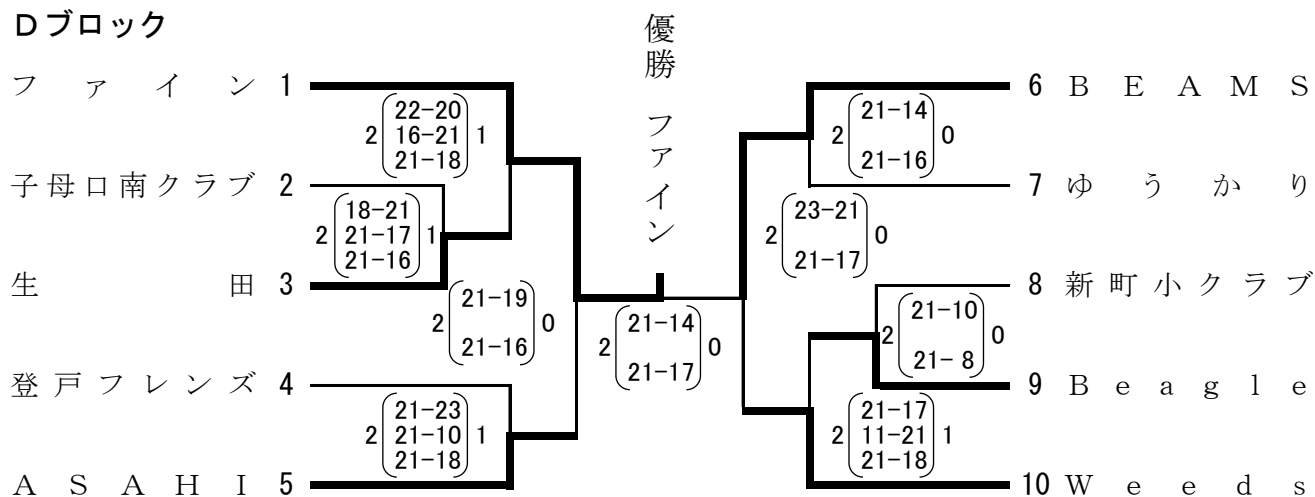 Dブロック
優勝 ファイン
ファイン 1
2 22-20 16-21 21-18 1
子母口南クラブ 2
2 18-21 21-17 21-16 1
生田 3
2 21-19 21-16 0
登戸フレンズ 4
2 21-23 21-10 21-18 1
ASAHI 5
2 21-14 21-17 0
6 BEAMS
2 21-14 21-16 0
7 ゆうかり
2 23-21 21-17 0
8 新町小クラブ
2 21-10 21- 8 0
9 Beagle
2 21-17 11-21 21-18 1
10 Weeds